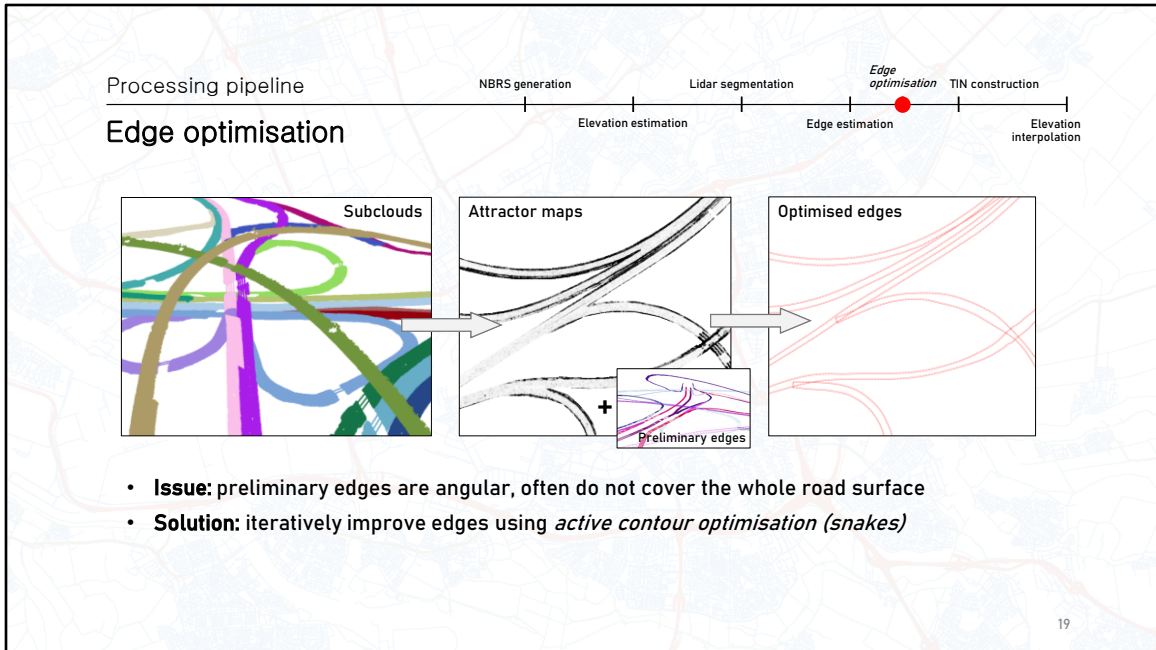 Processing pipeline
Edge optimisation
NBRS generation
Elevation estimation
Lidar segmentation
Edge estimation
Edge
optimisation
TIN construction
Elevation
interpolation
Subclouds
Attractor maps
+
Preliminary edges
Optimised edges
• Issue: preliminary edges are angular, often do not cover the whole road surface
• Solution: iteratively improve edges using active contour optimisation (snakes)
19